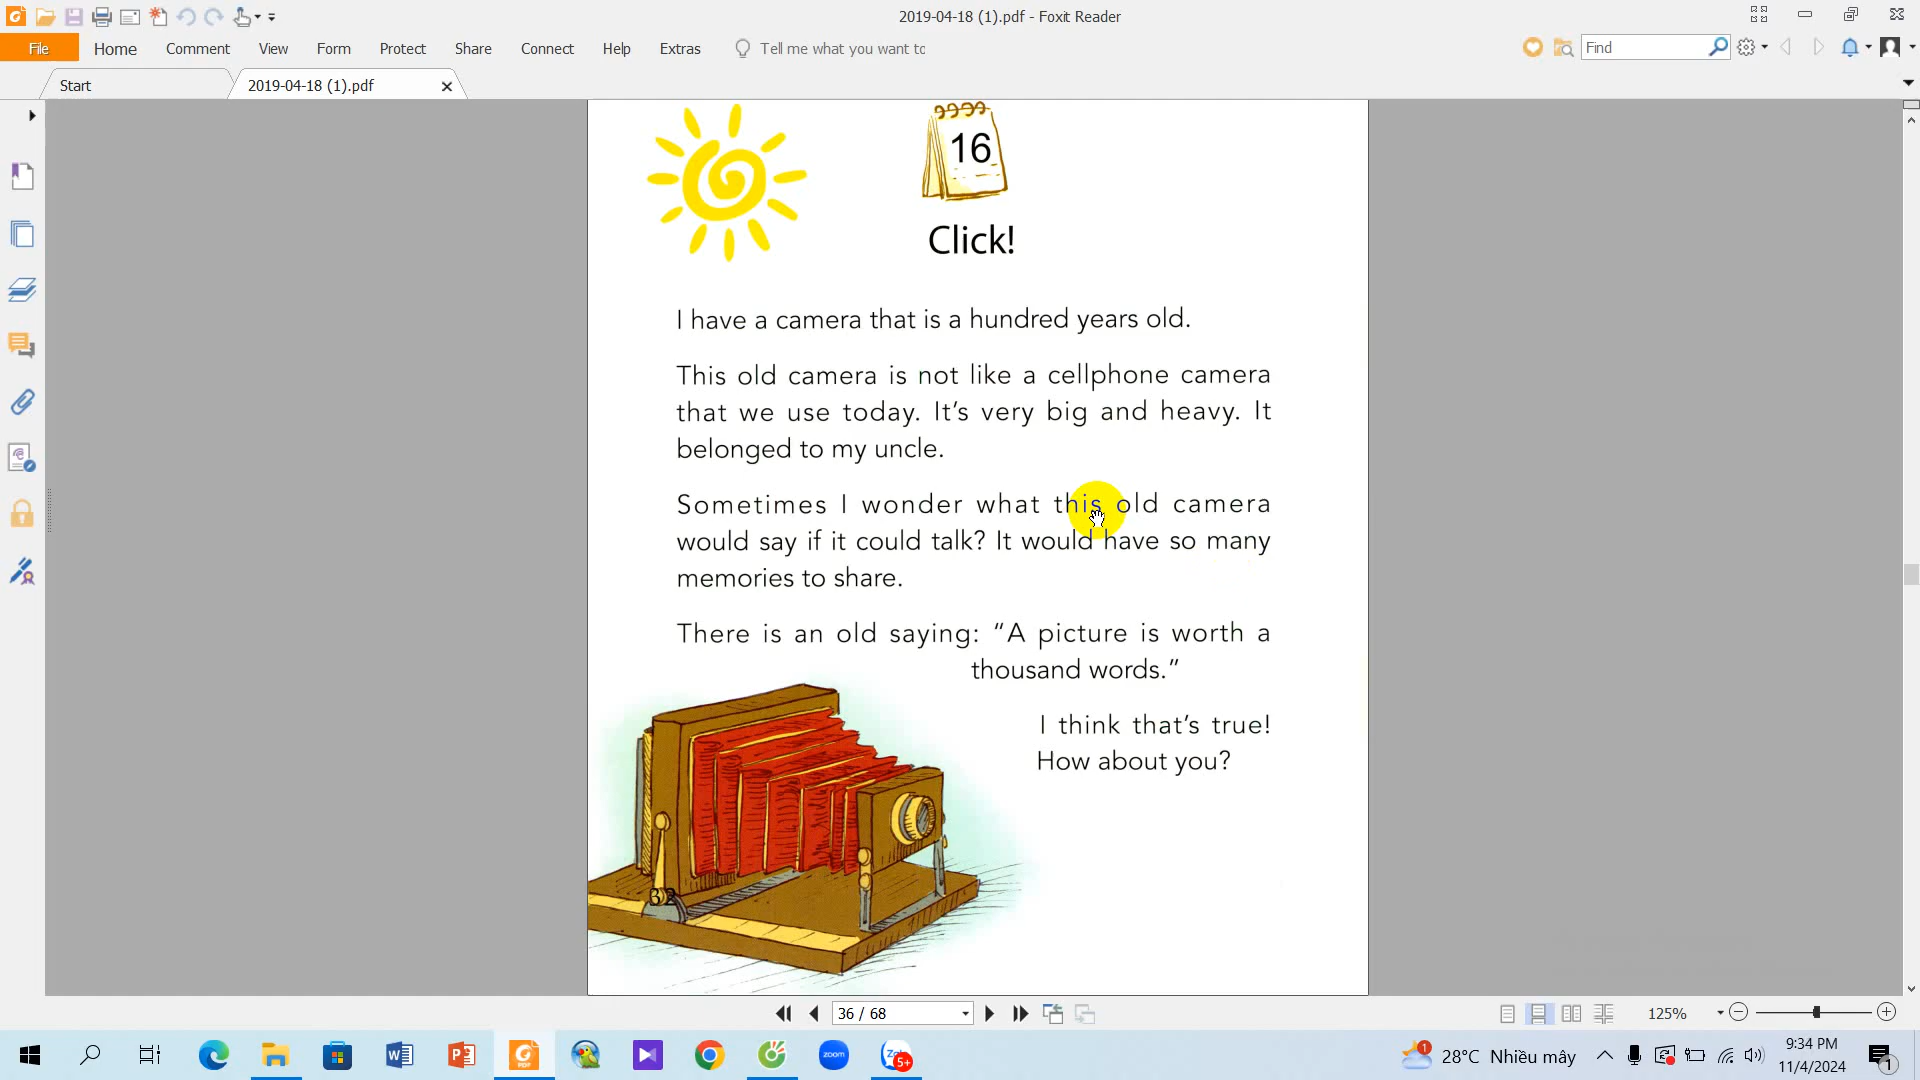 2019-04-18 (1).pdf - Foxit Reader
File Home Comment View Form Protect Share Connect Help Extras Tell me what you want to Find
Start 2019-04-18 (1).pdf
16
Click!
I have a camera that is a hundred years old.
This old camera is not like a cellphone camera
that we use today. It's very big and heavy. It
belonged to my uncle.
Sometimes I wonder what this old camera
would say if it could talk? It would have so many
memories to share.
There is an old saying: “A picture is worth a
thousand words.”
I think that's true!
How about you?
36 / 68
125%
zoom
5+
1
28°C Nhiều mây
9:34 PM
11/4/2024
1